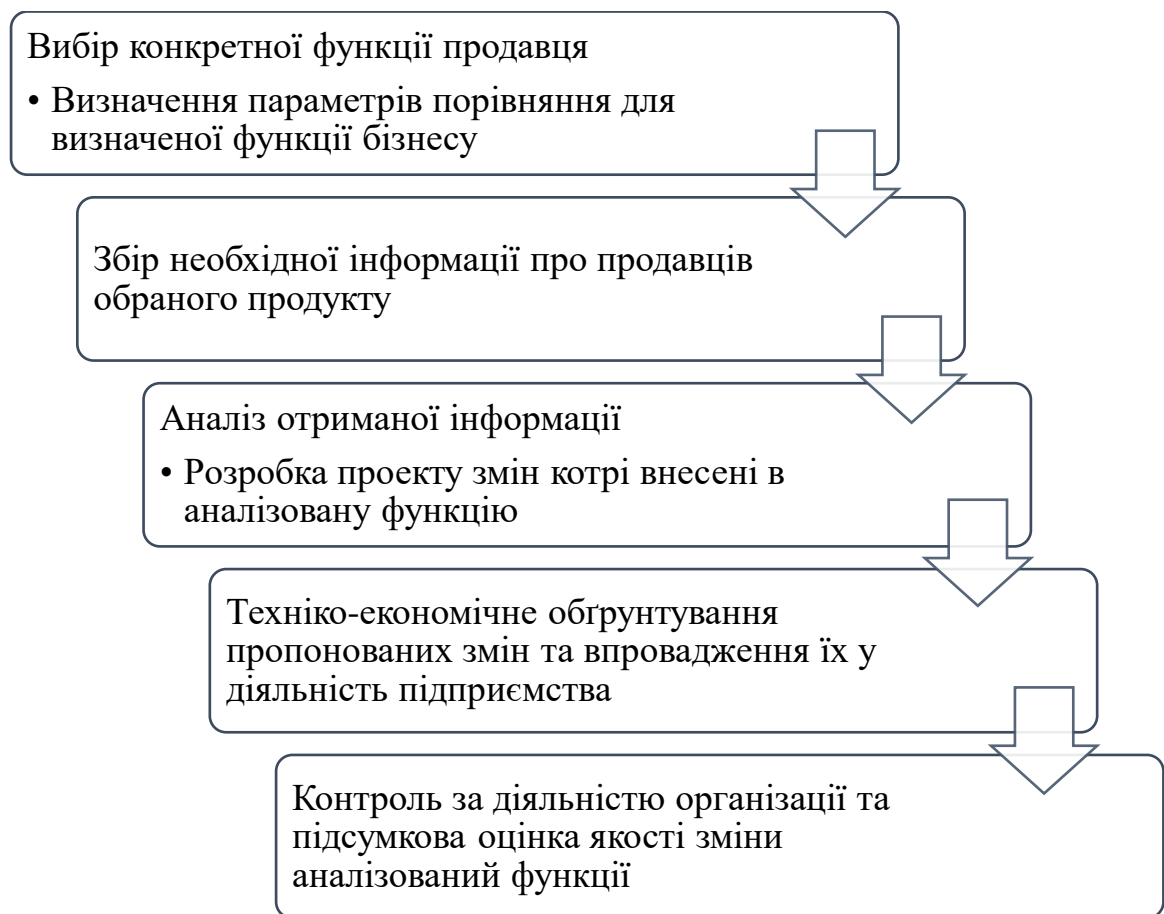 Вибір конкретної функції продавця
• Визначення параметрів порівняння для
визначеної функції бізнесу
Збір необхідної інформації про продавців
обраного продукту
Аналіз отриманої інформації
• Розробка проекту змін котрі внесені в
аналізовану функцію
Техніко-економічне обґрунтування
пропонованих змін та впровадження їх у
діяльність підприємства
Контроль за діяльністю організації та
підсумкова оцінка якості зміни
аналізований функції